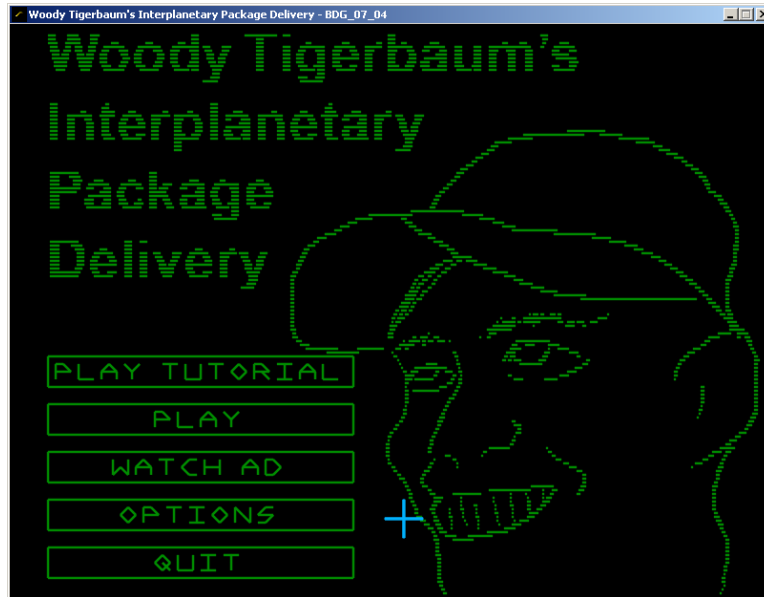 Woody Tigerbaum's Interplanetary Package Delivery - BDG_07_04
Woody Tigerbaum's
Interplanetary
Package
Delivery
PLAY TUTORIAL
PLAY
WATCH AD
OPTIONS
QUIT